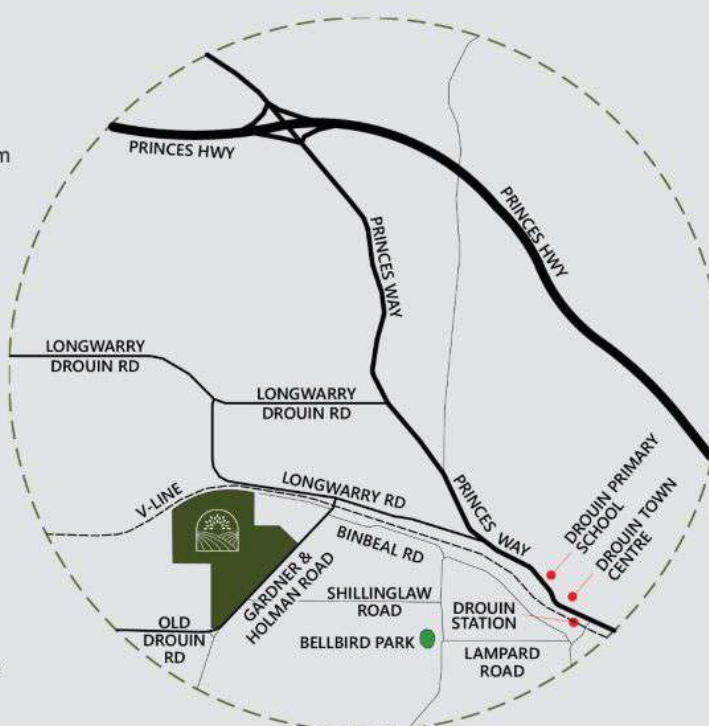 m
PRINCES HWY
PRINCES HWY
PRINCES WAY
LONGWARRY
DROUIN RD
LONGWARRY
DROUIN RD
V-LINE
LONGWARRY RD
PRINCES WAY
DROUIN PRIMARY
SCHOOL
DROUIN TOWN
CENTRE
BINBEAL RD
GARDNER &
HOLMAN ROAD
SHILLINGLAW
ROAD
DROUIN
STATION
OLD
DROUIN
RD
BELLBIRD PARK
LAMPARD
ROAD